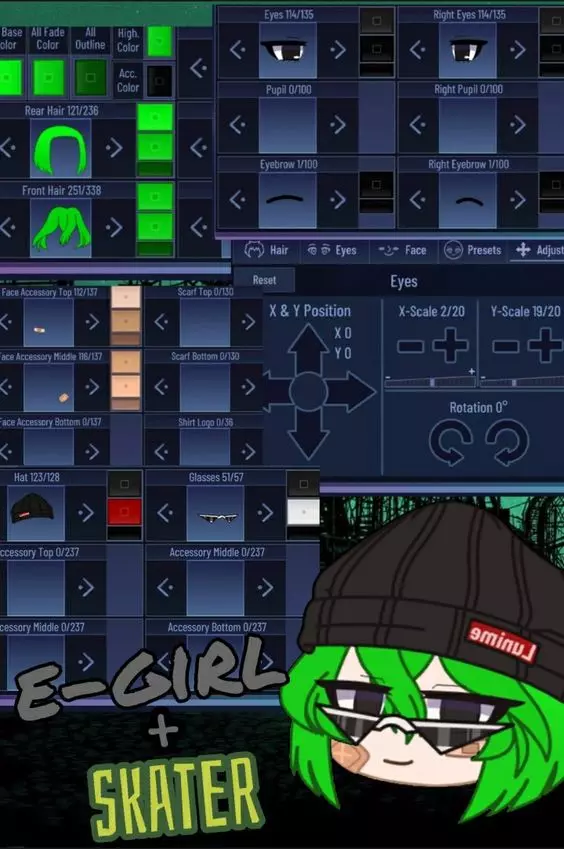 Base Color
All Fade Color
All Outline
High. Color
Acc. Color
Rear Hair 121/236
Front Hair 251/338
Eyes 114/135
Right Eyes 114/135
Pupil 0/100
Right Pupil 0/100
Eyebrow 1/100
Right Eyebrow 1/100
Hair
Eyes
Face
Presets
Adjust
Reset
Eyes
X & Y Position
X 0
Y 0
X-Scale 2/20
Y-Scale 19/20
Rotation 0°
Face Accessory Top 112/137
Scarf Top 0/130
Face Accessory Middle 116/137
Scarf Bottom 0/130
Face Accessory Bottom 0/137
Shirt Logo 0/36
Hat 123/128
Glasses 51/57
ccessory Top 0/237
Accessory Middle 0/237
cessory Middle 0/237
Accessory Bottom 0/237
Lunime
E-GIRL
+
SKATER